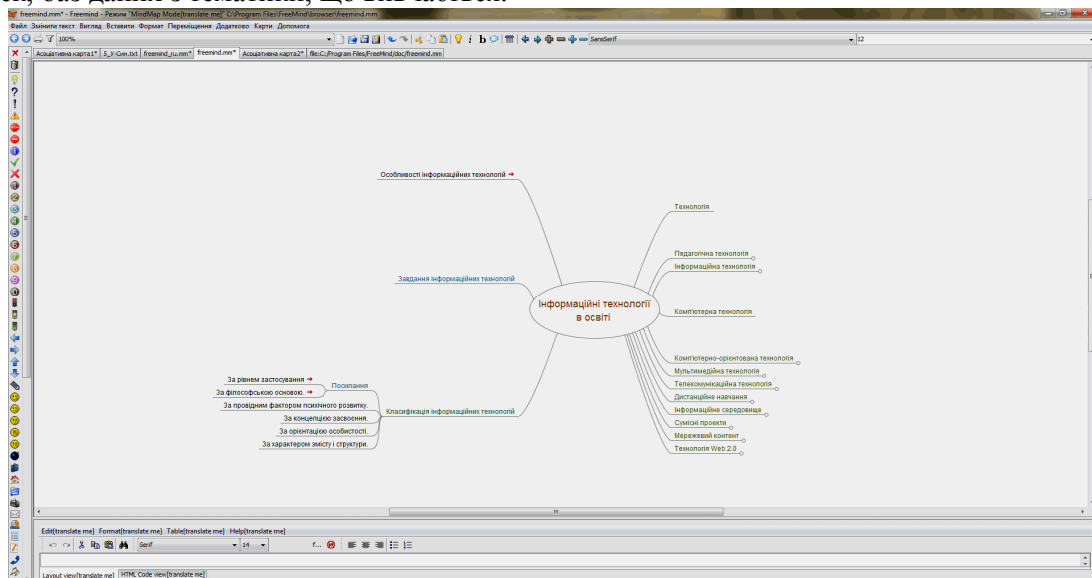 freemind.mm* - Freemind - Режим "MindMap Mode[translate me]" C:\Program Files\FreeMind\browser\freemind.mm
Файл Змінити текст Вигляд Вставити Формат Переміщення Додатково Карти Допомога
100%
SansSerif
12
Асоціативна карта1* 5_У-Син.txt freemind_ru.mm* freemind.mm* Асоціативна карта2* file:C:/Program Files/FreeMind/doc/freemind.mm
Особливості інформаційних технологій
Технологія
Педагогічна технологія
Інформаційна технологія
Завдання інформаційних технологій
Інформаційні технології
в освіті
Комп'ютерна технологія
Комп'ютерно-орієнтована технологія
Мультимедійна технологія
Телекомунікаційна технологія
Дистанційне навчання
Інформаційне середовище
Сумісні проекти
Мережевий контент
Технологія Web 2.0
Класифікація інформаційних технологій
Посилання
За рівнем застосування
За філософською основою.
За провідним фактором психічного розвитку.
За концепцією засвоєння.
За орієнтацією особистості.
За характером змісту і структури.
Edit[translate me] Format[translate me] Table[translate me] Help[translate me]
Serif
14
f...
Layout view[translate me] HTML Code view[translate me]